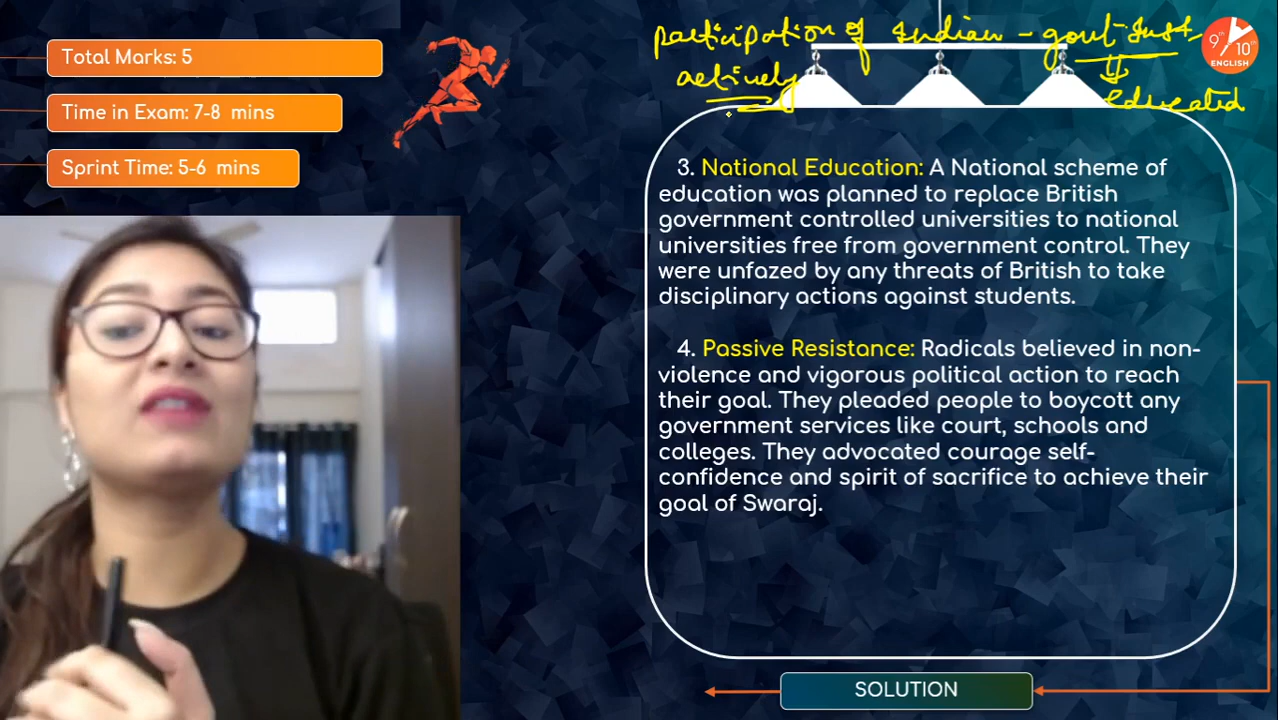 Total Marks: 5
Time in Exam: 7-8 mins
Sprint Time: 5-6 mins
participation of Indian - govt. Inst.
actively
educated
9th 10th
ENGLISH
3. National Education: A National scheme of
education was planned to replace British
government controlled universities to national
universities free from government control. They
were unfazed by any threats of British to take
disciplinary actions against students.
4. Passive Resistance: Radicals believed in non-
violence and vigorous political action to reach
their goal. They pleaded people to boycott any
government services like court, schools and
colleges. They advocated courage self-
confidence and spirit of sacrifice to achieve their
goal of Swaraj.
SOLUTION